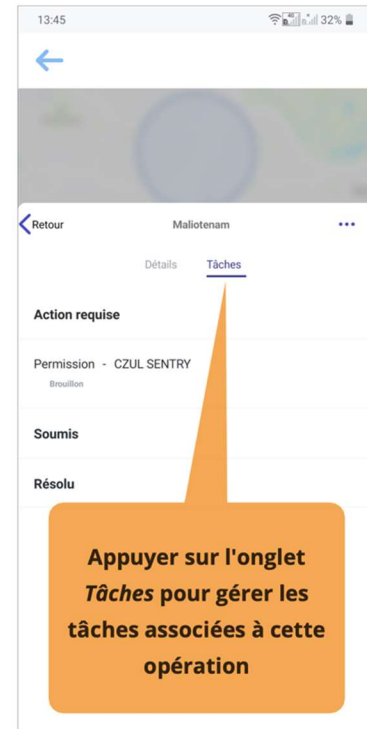 13:45
4G
32%
Retour
Maliotenam
Détails
Tâches
Action requise
Permission - CZUL SENTRY
Brouillon
Soumis
Résolu
Appuyer sur l'onglet
Tâches pour gérer les
tâches associées à cette
opération